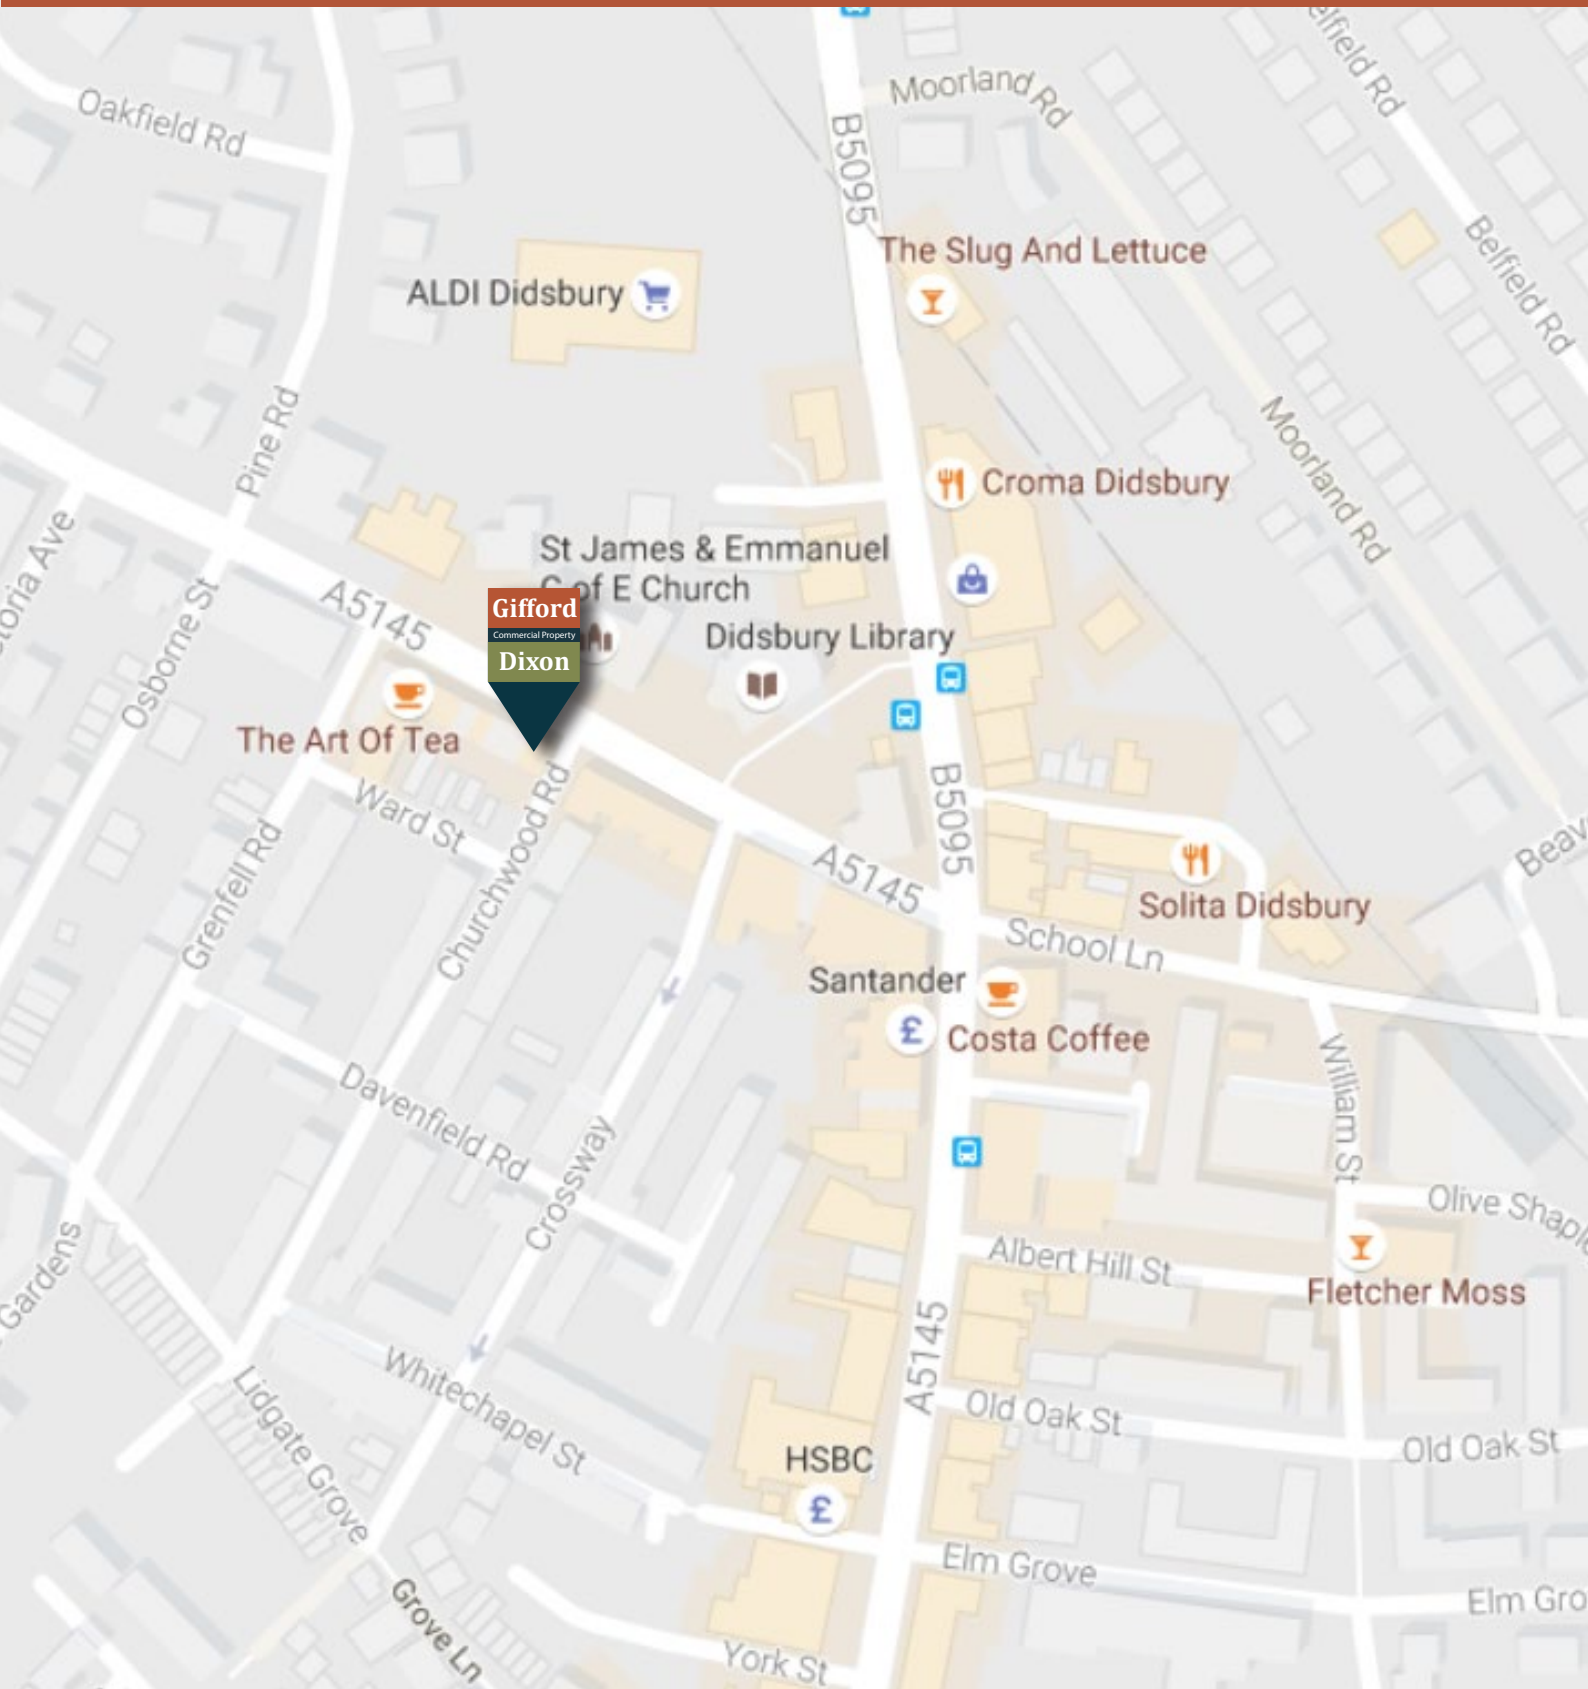 elfield Rd
Moorland Rd
Oakfield Rd
B5095
The Slug And Lettuce
Belfield Rd
ALDI Didsbury
Pine Rd
Moorland Rd
Croma Didsbury
St James & Emmanuel
C of E Church
toria Ave
Osborne St
A5145
Gifford
Commercial Property
Dixon
Didsbury Library
The Art Of Tea
Ward St
B5095
Churchwood Rd
Grenfell Rd
A5145
Beav
Solita Didsbury
School Ln
Santander
Costa Coffee
William St
Davenfield Rd
Crossway
Olive Shapl
Gardens
Albert Hill St
Fletcher Moss
A5145
Whitechapel St
Lidgate Grove
Old Oak St
Old Oak St
HSBC
Elm Grove
Elm Gro
Grove Ln
York St